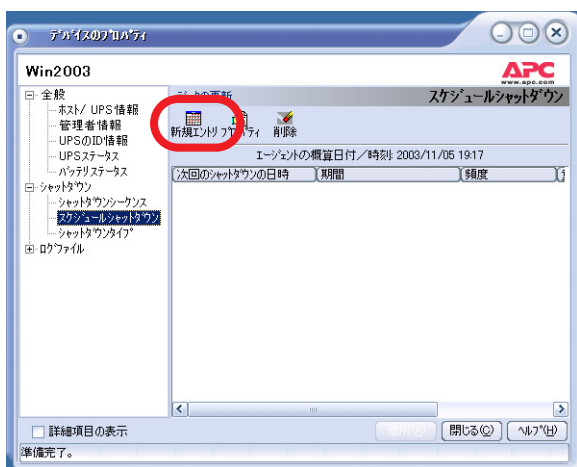 デバイスのプロパティ
Win2003
APC
www.apc.com
全般
ホスト/ UPS情報
管理者情報
UPSのID情報
UPSステータス
バッテリステータス
シャットダウン
シャットダウンシーケンス
スケジュールシャットダウン
シャットダウンタイプ
ログファイル
の更新
スケジュールシャットダウン
新規エントリ プロパティ 削除
エージェントの概算日付/時刻: 2003/11/05 19:17
次回のシャットダウンの日時 期間 頻度
詳細項目の表示
適用(A) 閉じる(C) ヘルプ(H)
準備完了。